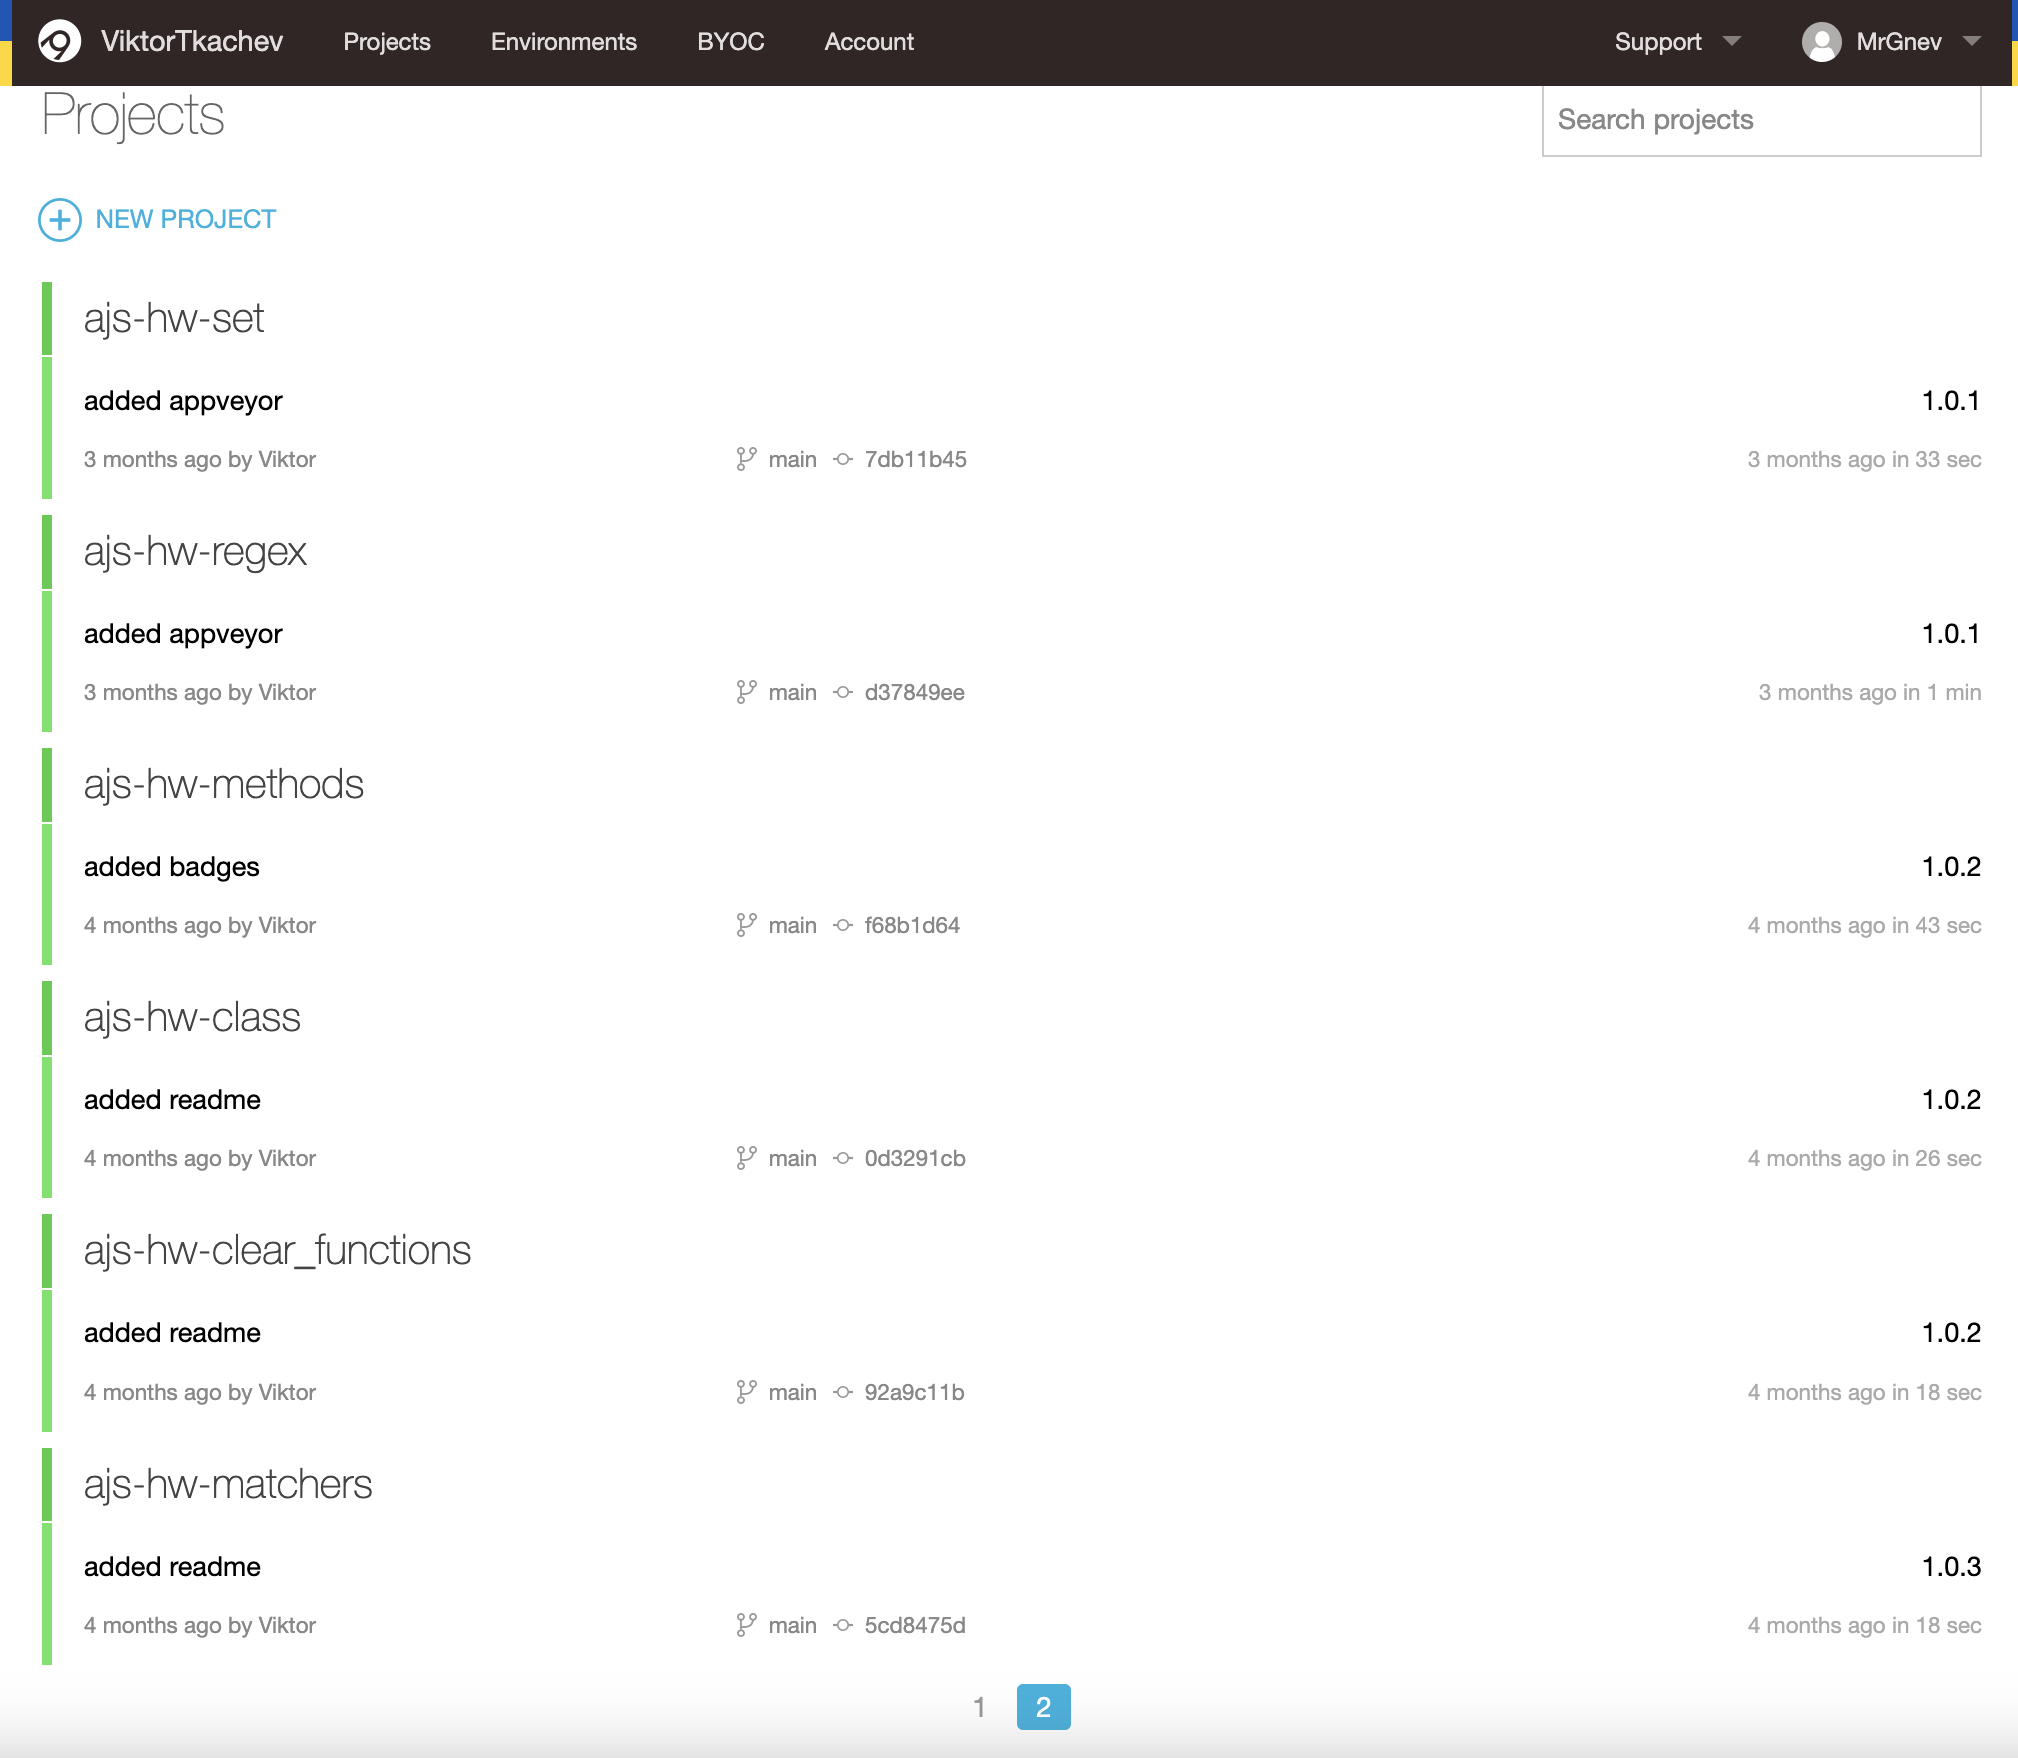 ViktorTkachev Projects Environments BYOC Account Support MrGnev
Projects
Search projects
NEW PROJECT
ajs-hw-set
added appveyor 1.0.1
3 months ago by Viktor main 7db11b45 3 months ago in 33 sec
ajs-hw-regex
added appveyor 1.0.1
3 months ago by Viktor main d37849ee 3 months ago in 1 min
ajs-hw-methods
added badges 1.0.2
4 months ago by Viktor main f68b1d64 4 months ago in 43 sec
ajs-hw-class
added readme 1.0.2
4 months ago by Viktor main 0d3291cb 4 months ago in 26 sec
ajs-hw-clear_functions
added readme 1.0.2
4 months ago by Viktor main 92a9c11b 4 months ago in 18 sec
ajs-hw-matchers
added readme 1.0.3
4 months ago by Viktor main 5cd8475d 4 months ago in 18 sec
1 2